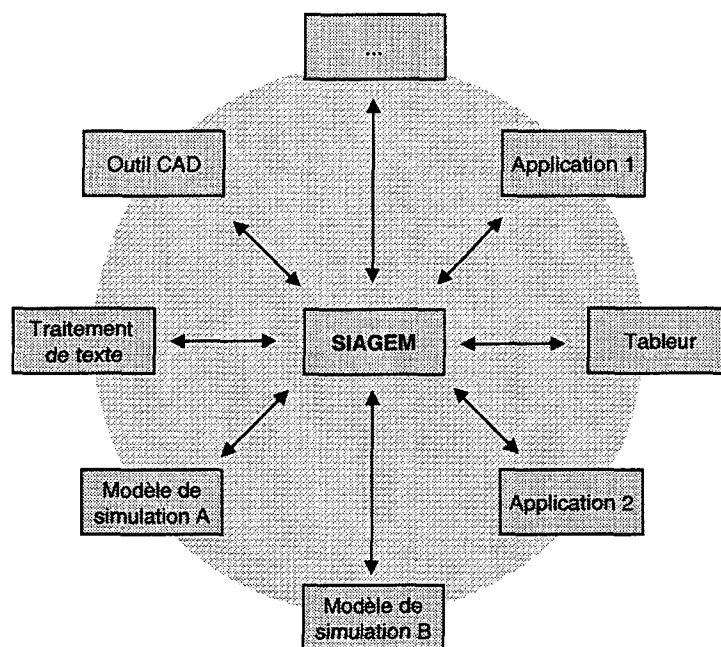 ...
Outil CAD
Application 1
Traitement
de texte
SIAGEM
Tableur
Modèle de
simulation A
Application 2
Modèle de
simulation B